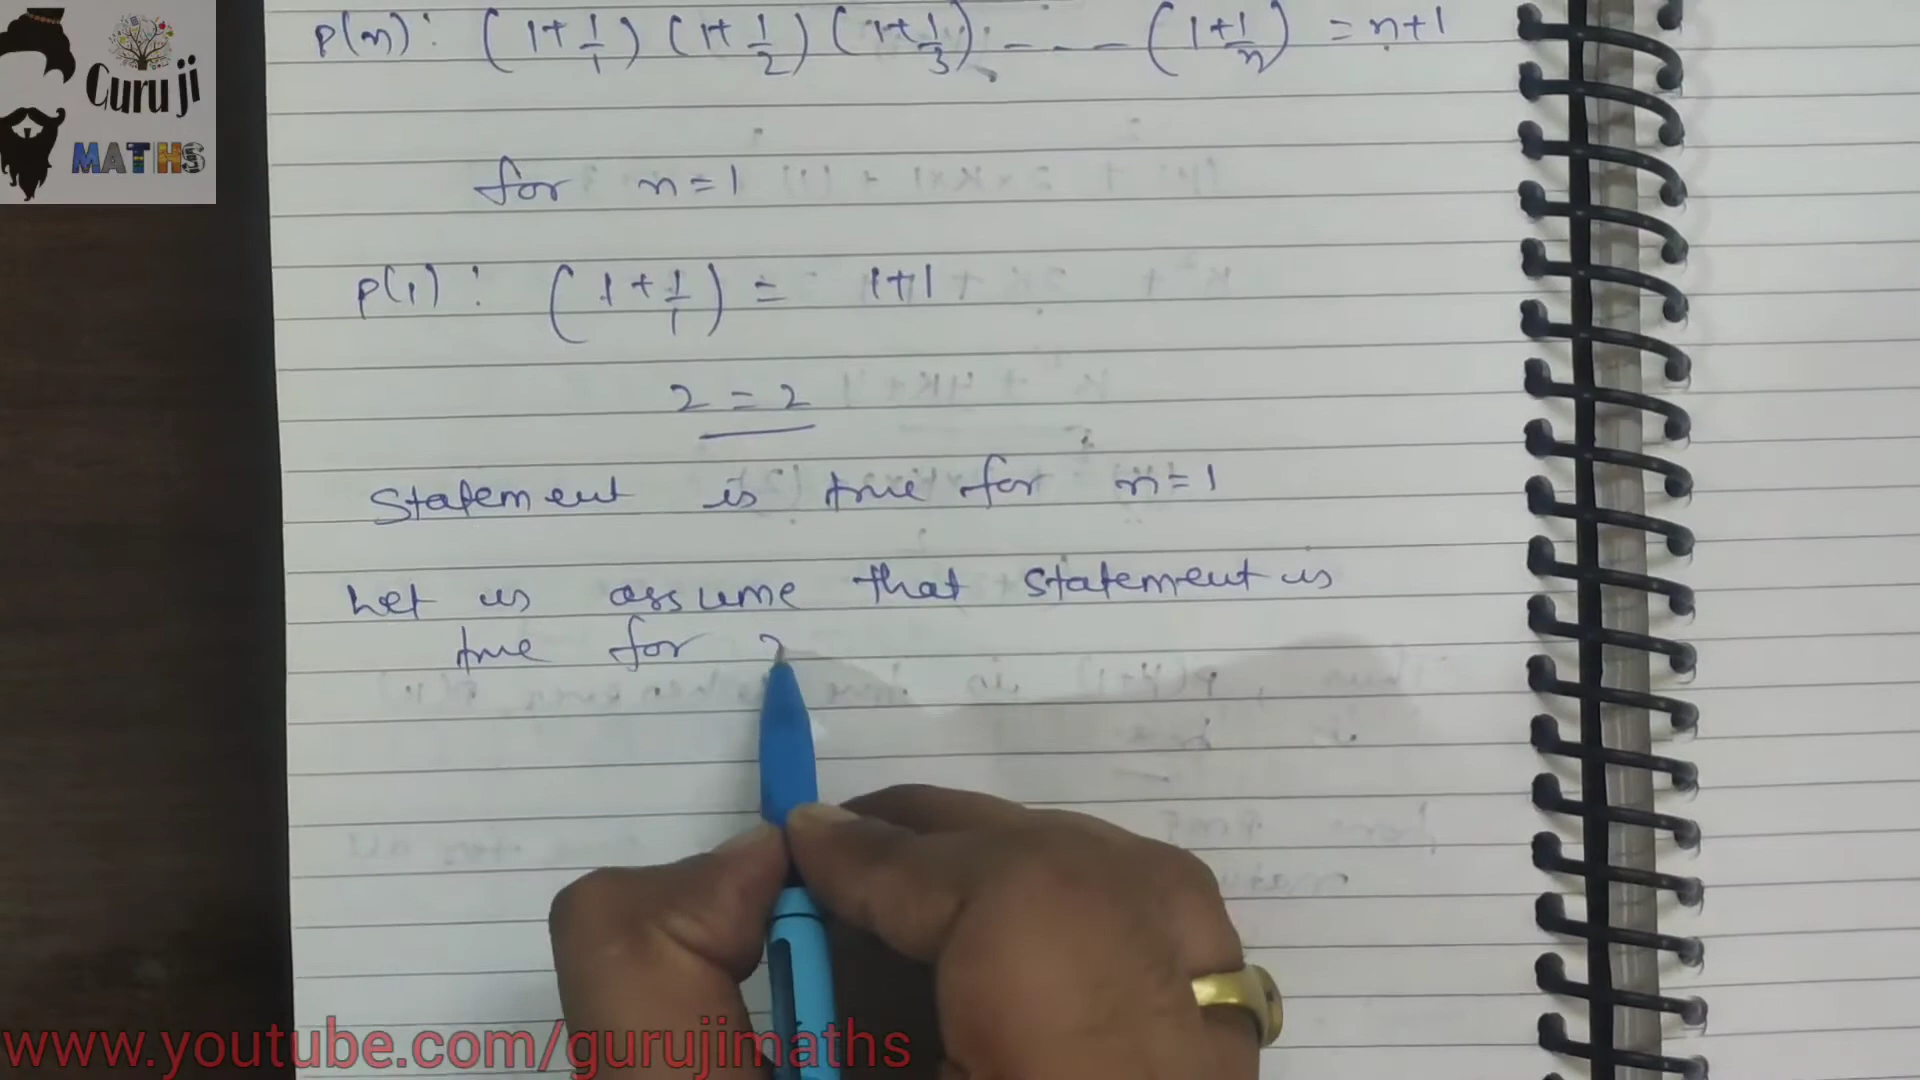 Guruji
MATHS
P(n): (1+1/1) (1+1/2) (1+1/3) - - - (1+1/n) = n+1
for n=1
P(1): (1+1/1) = 1+1
2 = 2
Statement is true for n=1
Let us assume that statement is
true for
www.youtube.com/gurujimaths